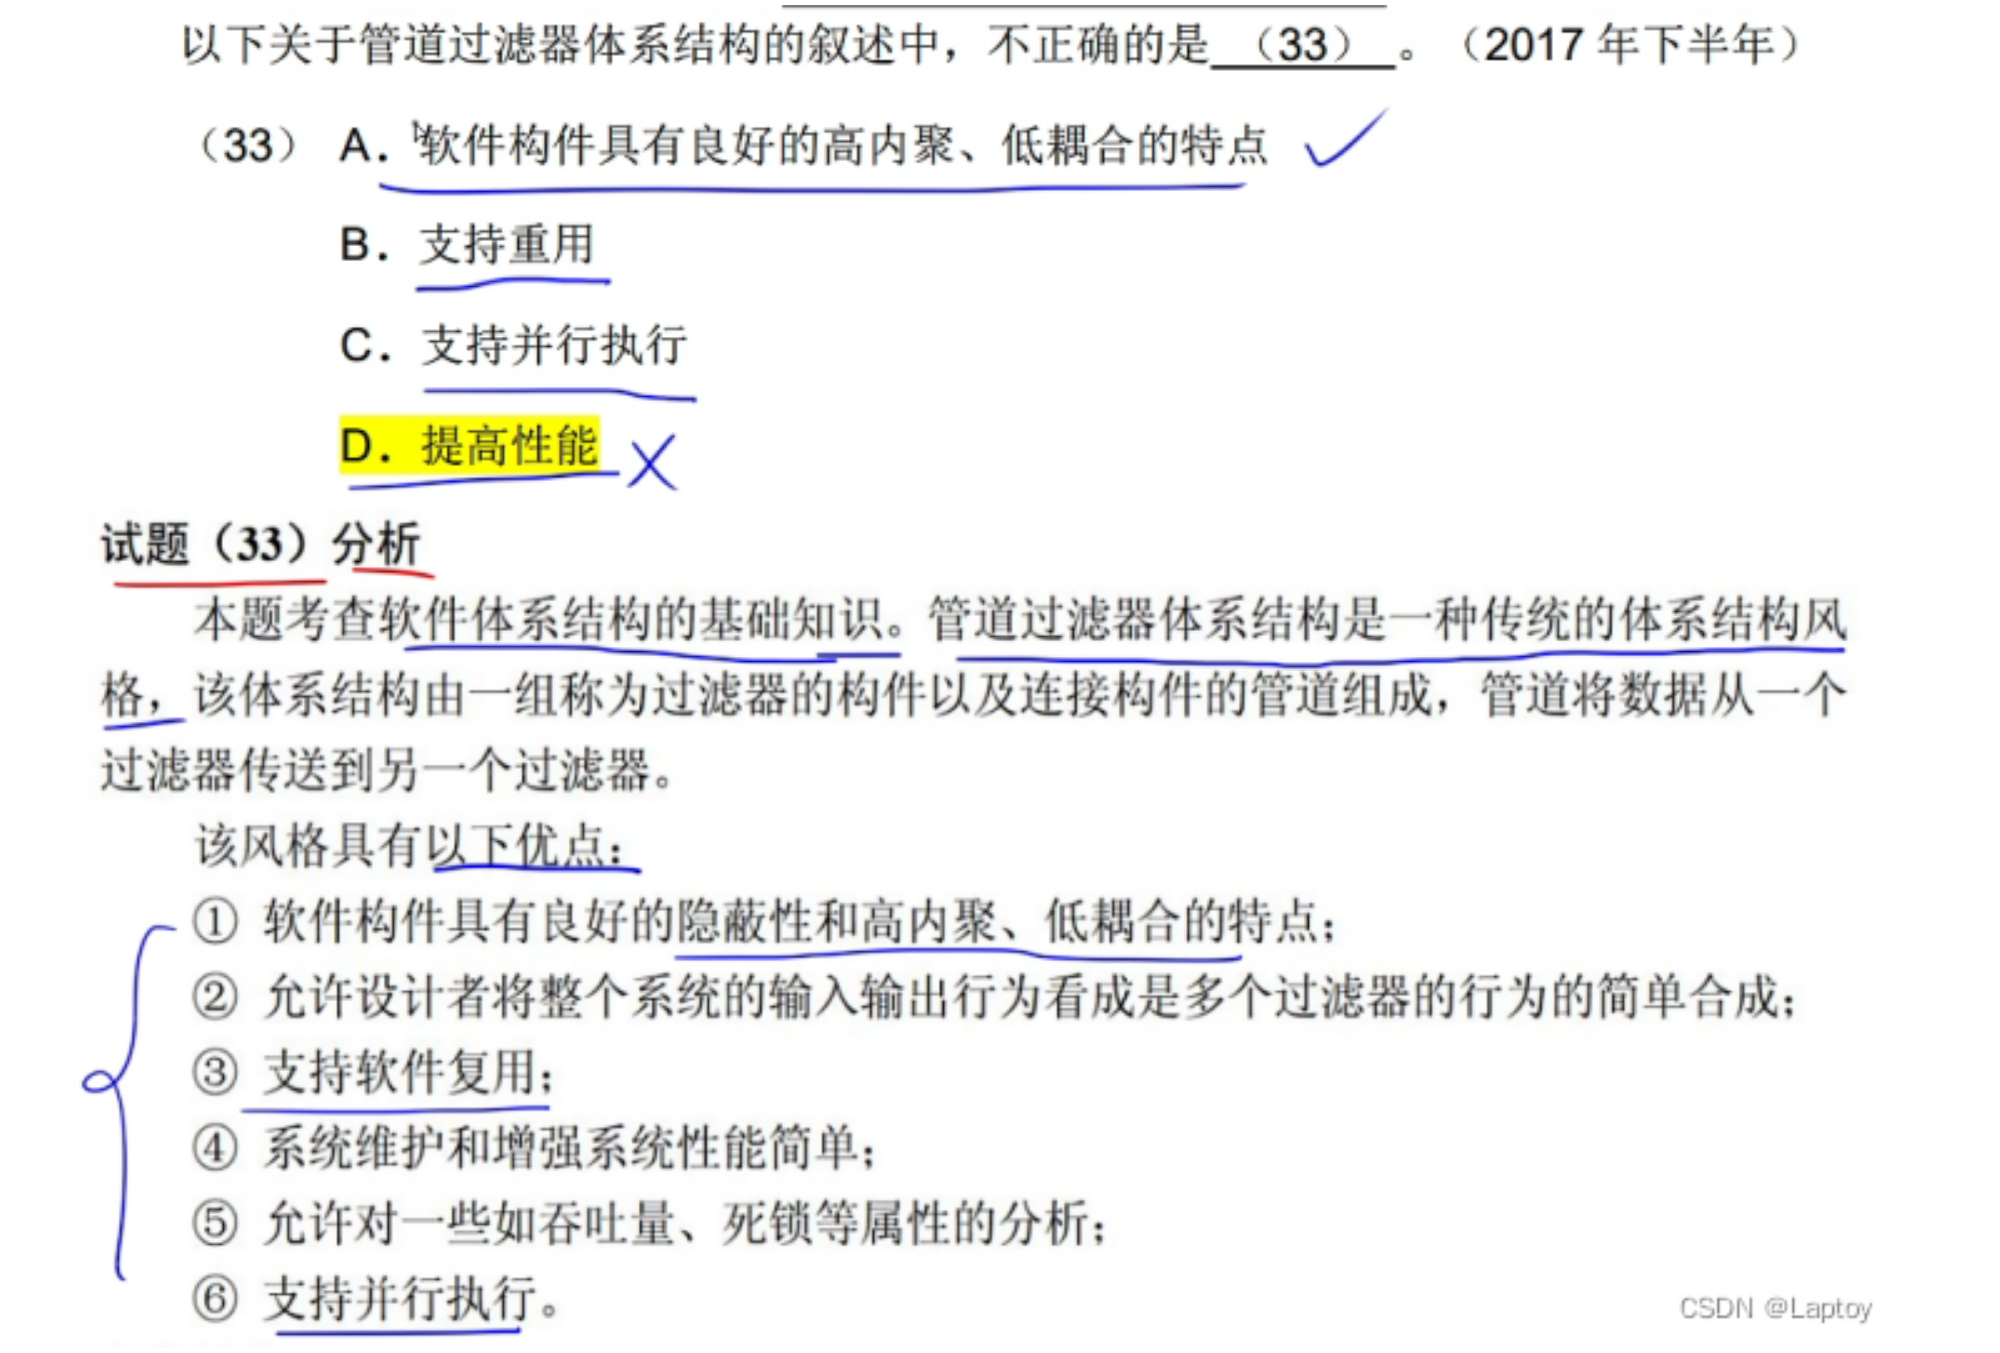 以下关于管道过滤器体系结构的叙述中，不正确的是 （33） 。（2017 年下半年）
（33） A. 软件构件具有良好的高内聚、低耦合的特点
B. 支持重用
C. 支持并行执行
D. 提高性能
试题（33）分析
本题考查软件体系结构的基础知识。管道过滤器体系结构是一种传统的体系结构风
格，该体系结构由一组称为过滤器的构件以及连接构件的管道组成，管道将数据从一个
过滤器传送到另一个过滤器。
该风格具有以下优点：
① 软件构件具有良好的隐蔽性和高内聚、低耦合的特点；
② 允许设计者将整个系统的输入输出行为看成是多个过滤器的行为的简单合成；
③ 支持软件复用；
④ 系统维护和增强系统性能简单；
⑤ 允许对一些如吞吐量、死锁等属性的分析；
⑥ 支持并行执行。
CSDN @Laptoy